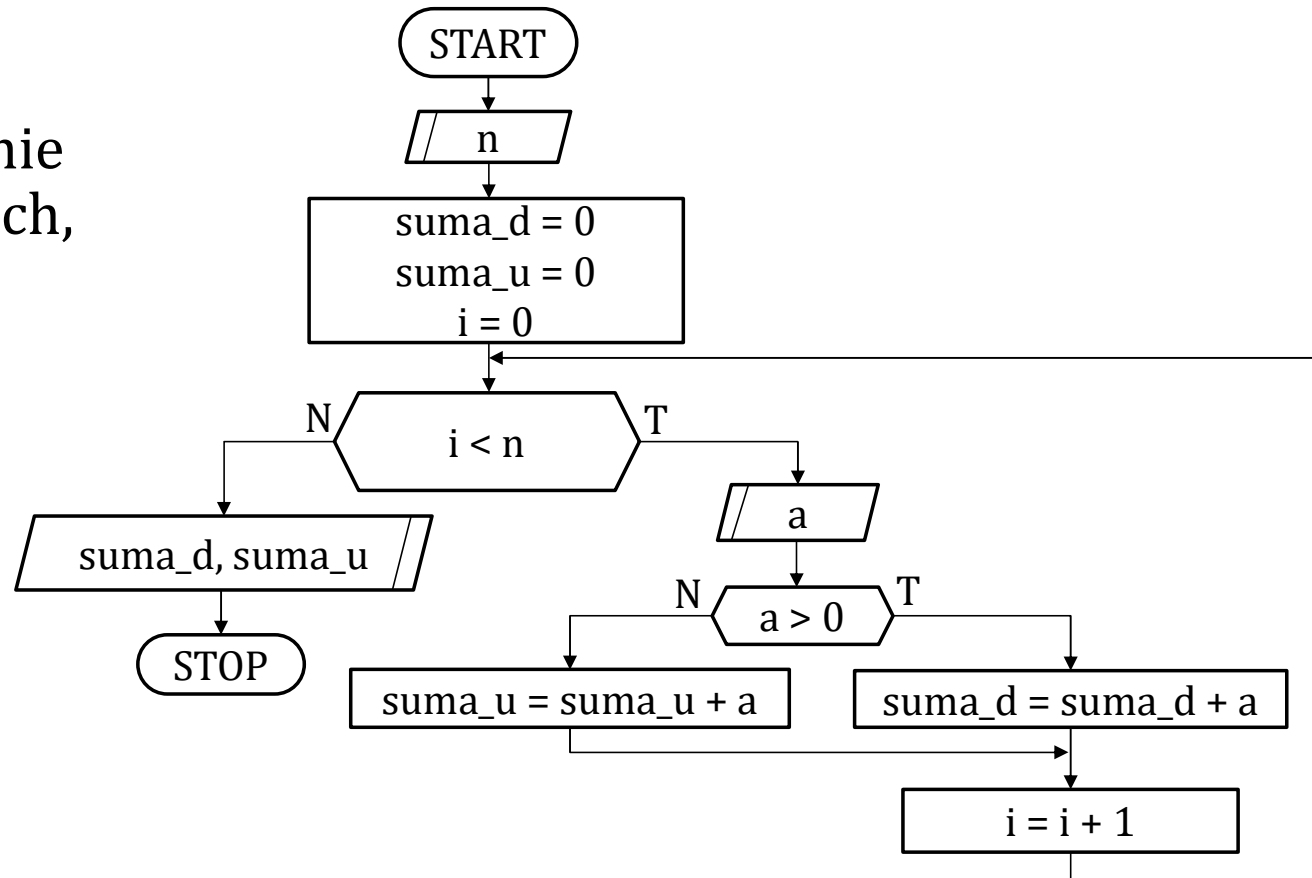 START
nie
ch,
n
suma_d = 0
suma_u = 0
i = 0
N
T
i < n
a
suma_d, suma_u
N
T
a > 0
STOP
suma_u = suma_u + a
suma_d = suma_d + a
i = i + 1